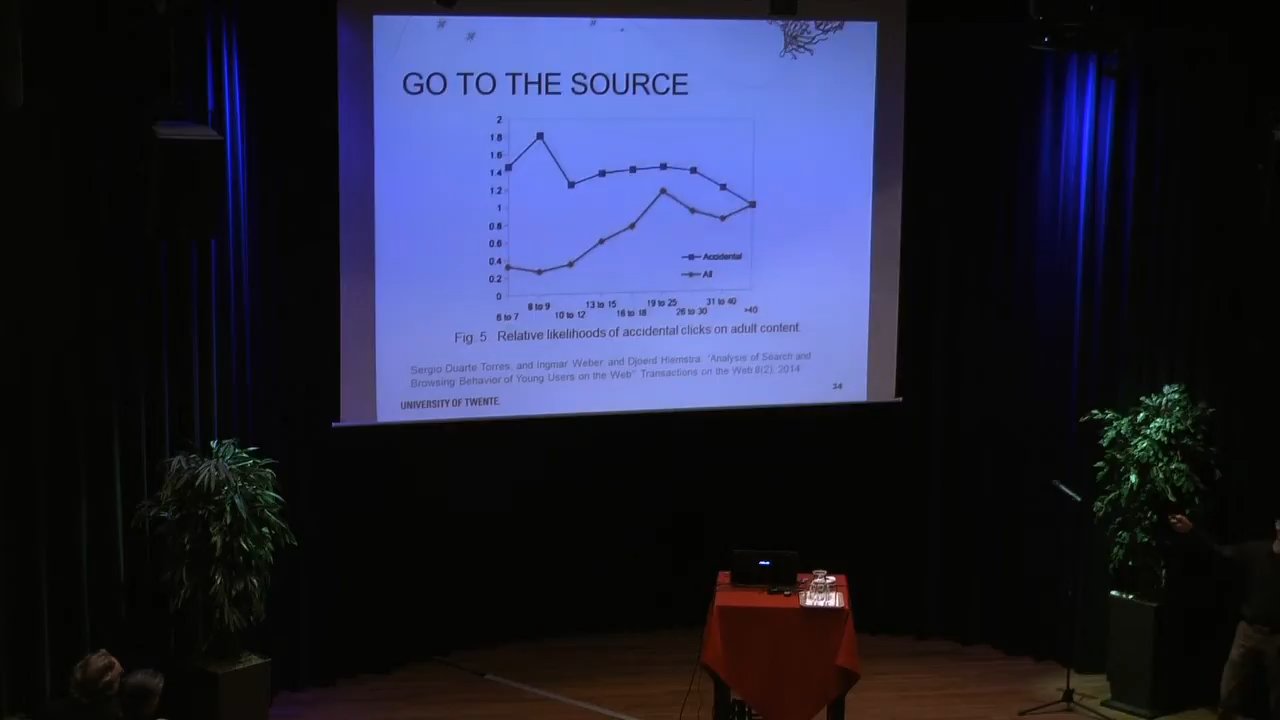 GO TO THE SOURCE
2
1.8
1.6
1.4
1.2
1
0.8
0.6
0.4
0.2
0
Accidental
All
6 to 7
8 to 9
10 to 12
13 to 15
16 to 18
19 to 25
26 to 30
31 to 40
>40
Fig. 5. Relative likelihoods of accidental clicks on adult content.
Sergio Duarte Torres, and Ingmar Weber and Djoerd Hiemstra. "Analysis of Search and
Browsing Behavior of Young Users on the Web" Transactions on the Web 8(2), 2014
UNIVERSITY OF TWENTE.
34